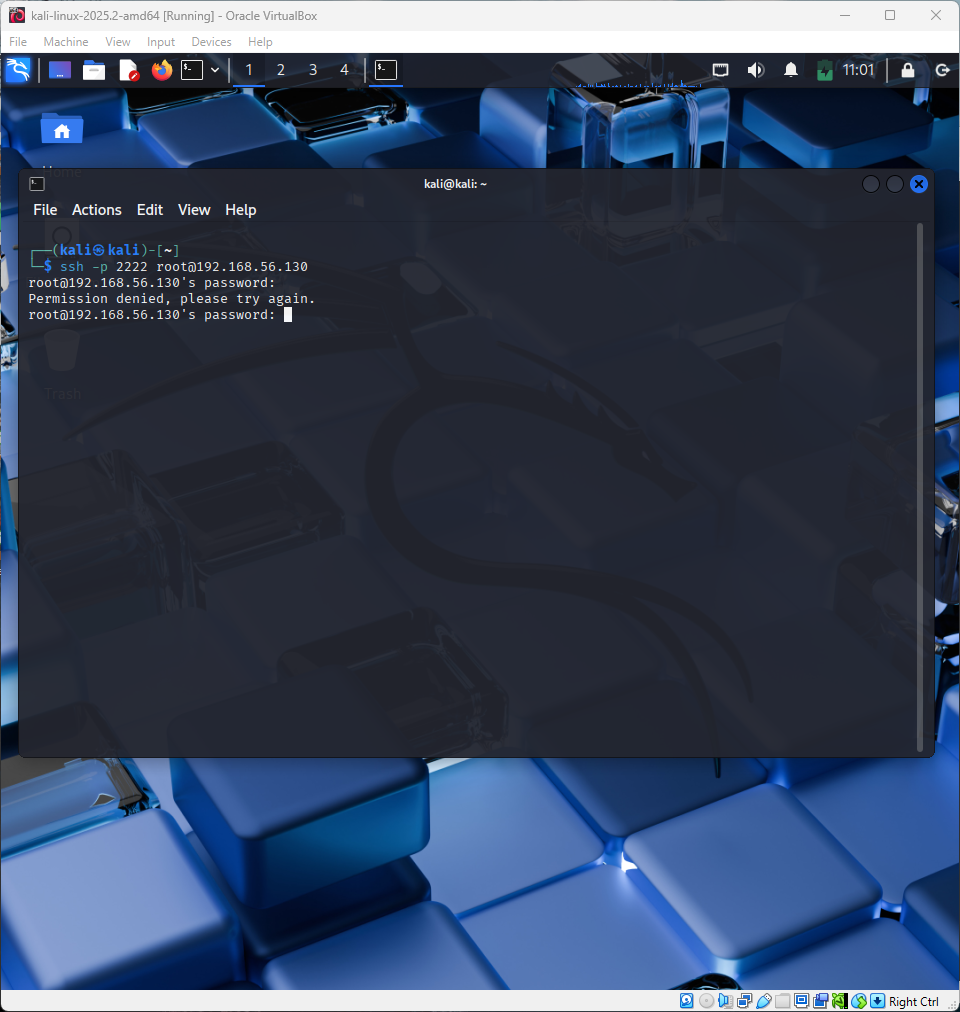 kali-linux-2025.2-amd64 [Running] - Oracle VirtualBox
File Machine View Input Devices Help
1 2 3 4 11:01
Home
kali@kali: ~
File Actions Edit View Help
┌──(kali㉿kali)-[~]
└─$ ssh -p 2222 root@192.168.56.130
root@192.168.56.130's password:
Permission denied, please try again.
root@192.168.56.130's password:
Trash
Right Ctrl